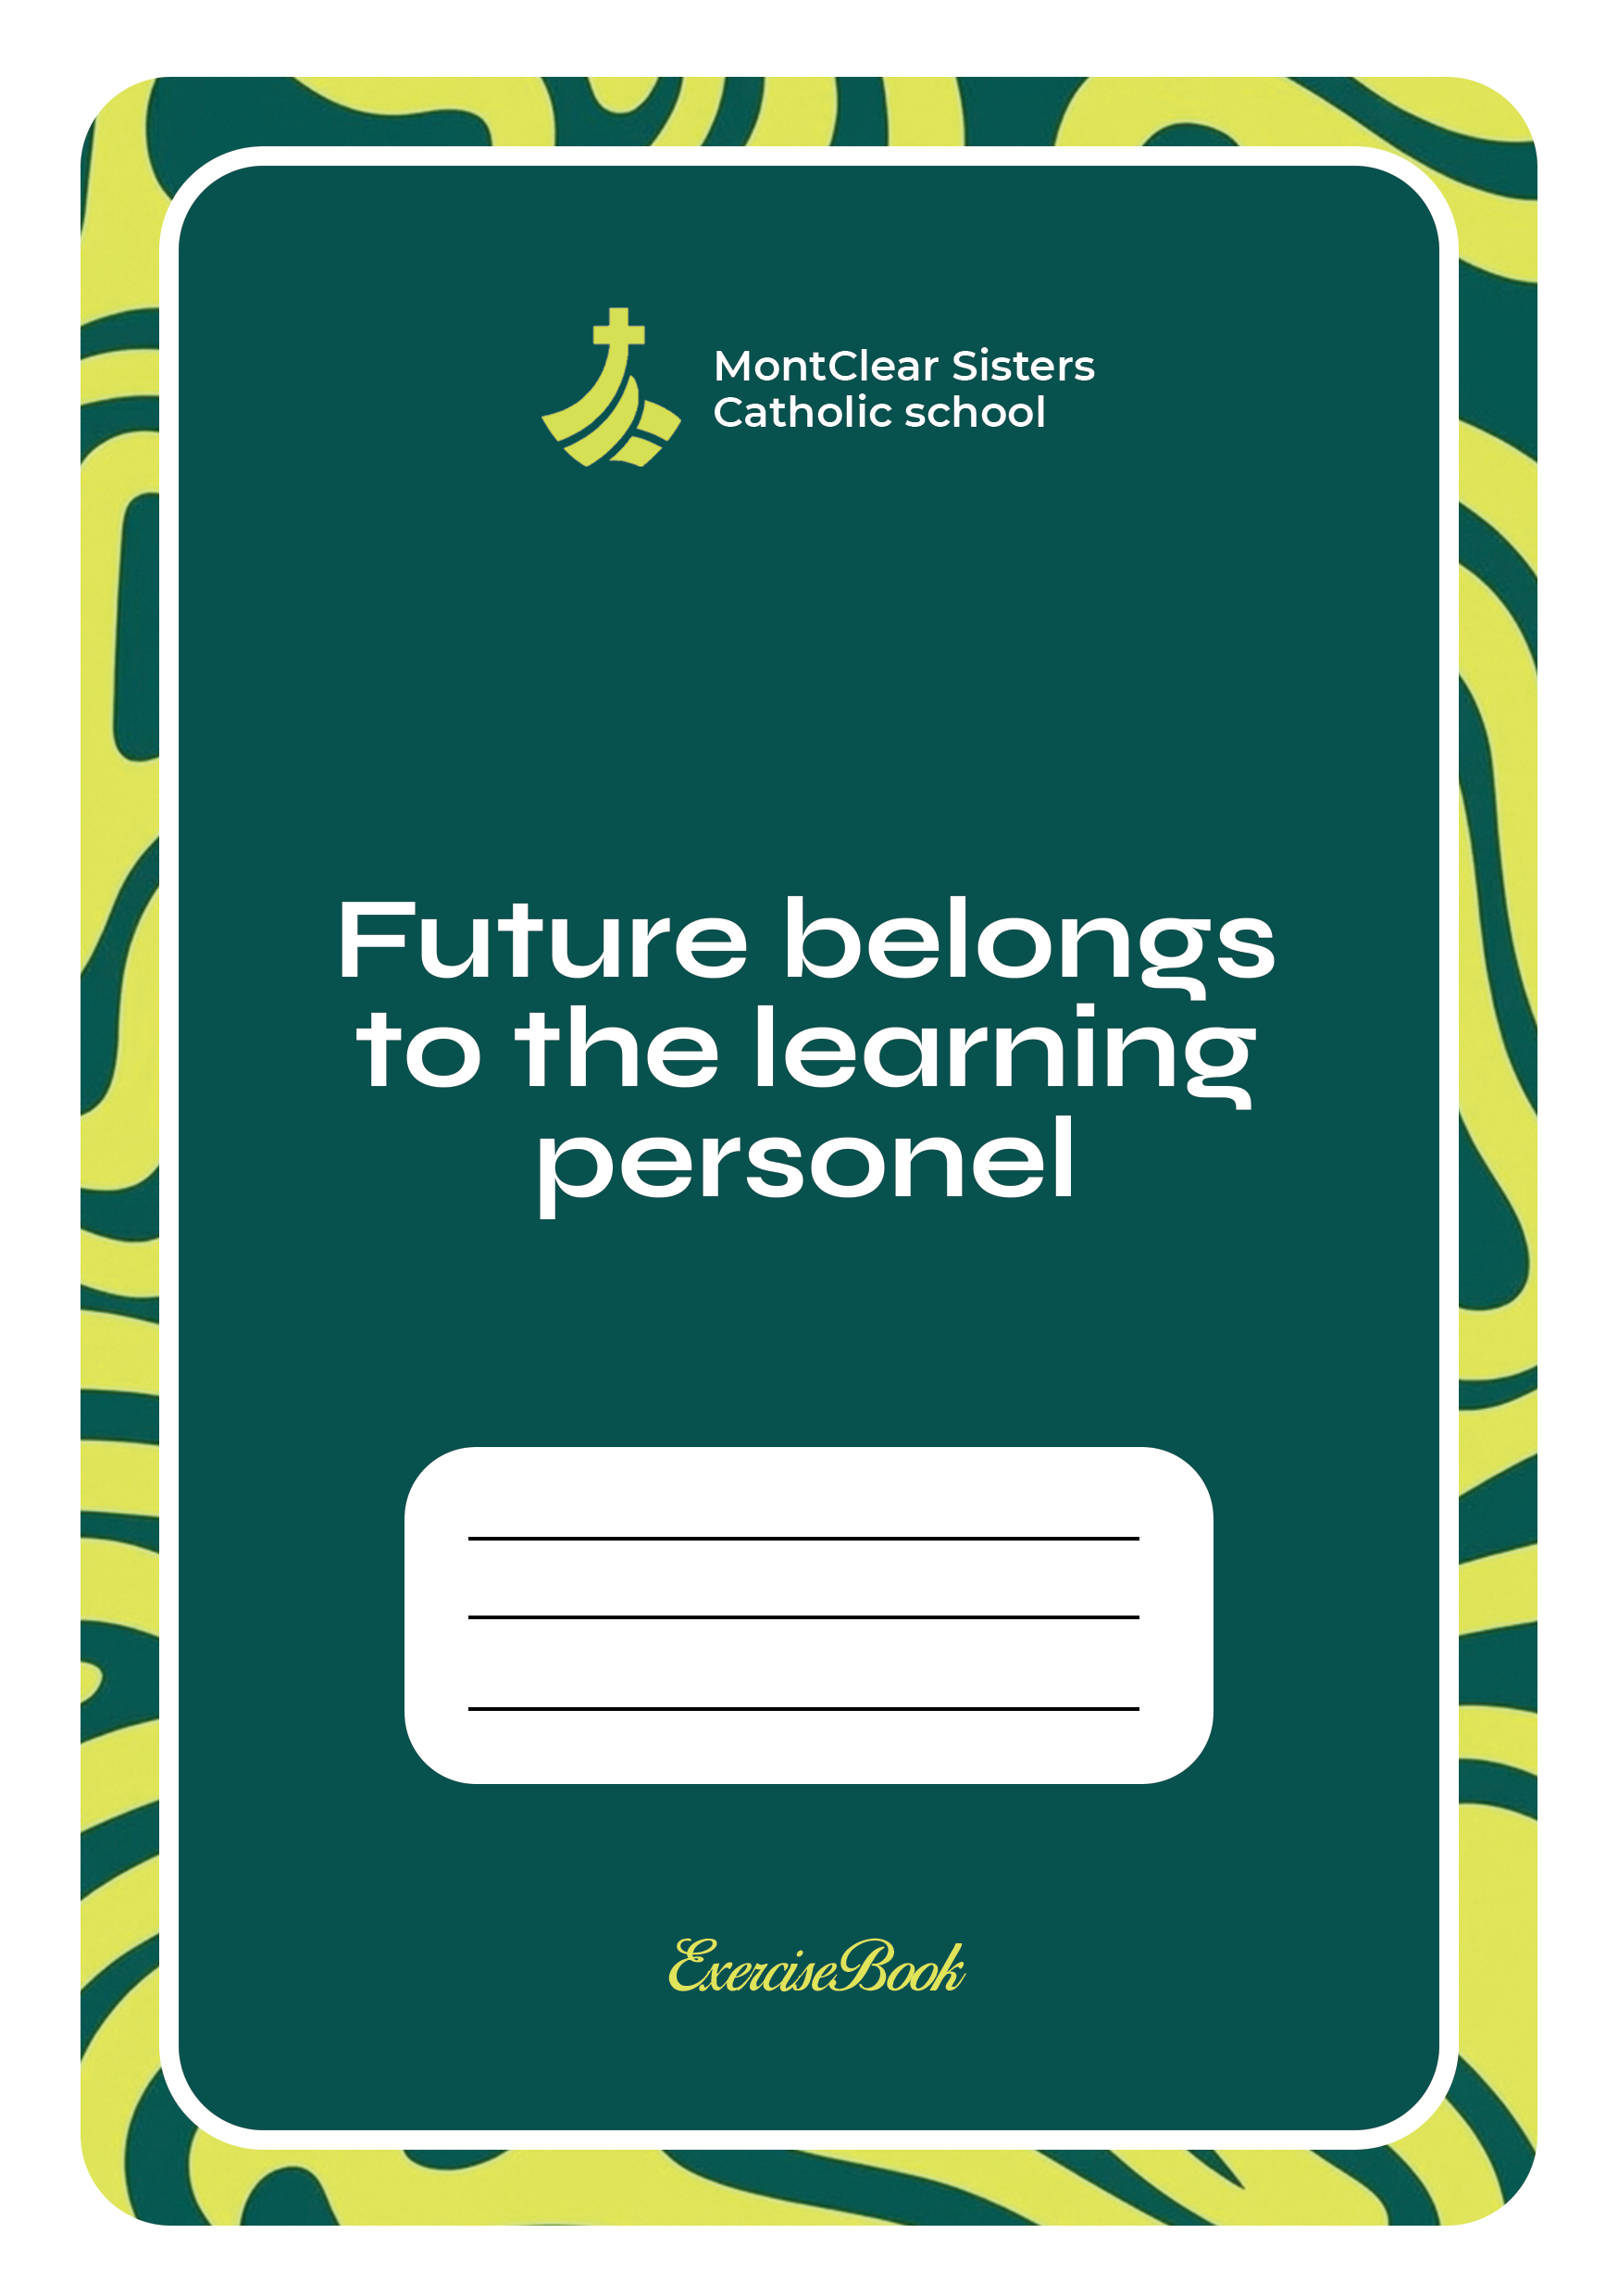 MontClear Sisters
Catholic school
Future belongs
to the learning
personel
ExerciseBook